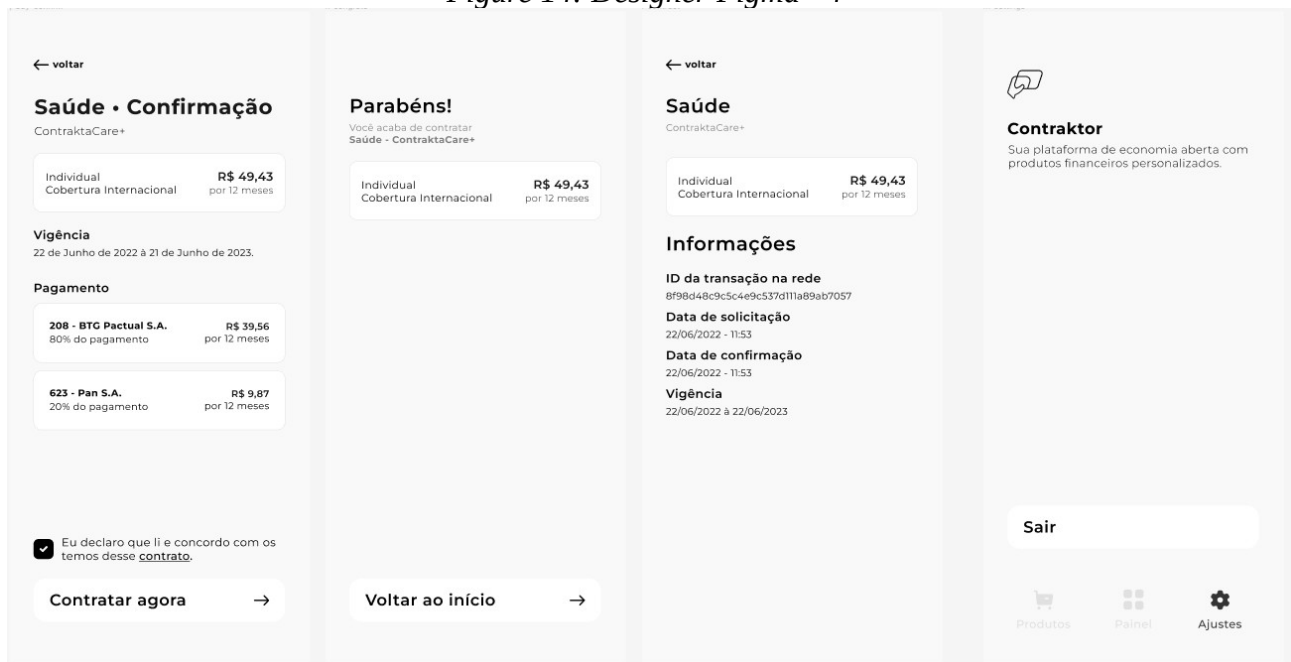 Figure 14: Designer Figma - 7
← voltar
Saúde • Confirmação
ContraktaCare+
Individual
Cobertura Internacional
R$ 49,43
por 12 meses
Vigência
22 de Junho de 2022 à 21 de Junho de 2023.
Pagamento
208 - BTG Pactual S.A.
80% do pagamento
R$ 39,56
por 12 meses
623 - Pan S.A.
20% do pagamento
R$ 9,87
por 12 meses
Eu declaro que li e concordo com os
temos desse contrato.
Contratar agora →
Parabéns!
Você acaba de contratar
Saúde - ContraktaCare+
Individual
Cobertura Internacional
R$ 49,43
por 12 meses
Voltar ao início →
← voltar
Saúde
ContraktaCare+
Individual
Cobertura Internacional
R$ 49,43
por 12 meses
Informações
ID da transação na rede
8f98d48c9c5c4e9c537d111a89ab7057
Data de solicitação
22/06/2022 - 11:53
Data de confirmação
22/06/2022 - 11:53
Vigência
22/06/2022 à 22/06/2023
Contraktor
Sua plataforma de economia aberta com
produtos financeiros personalizados.
Sair
Produtos
Painel
Ajustes